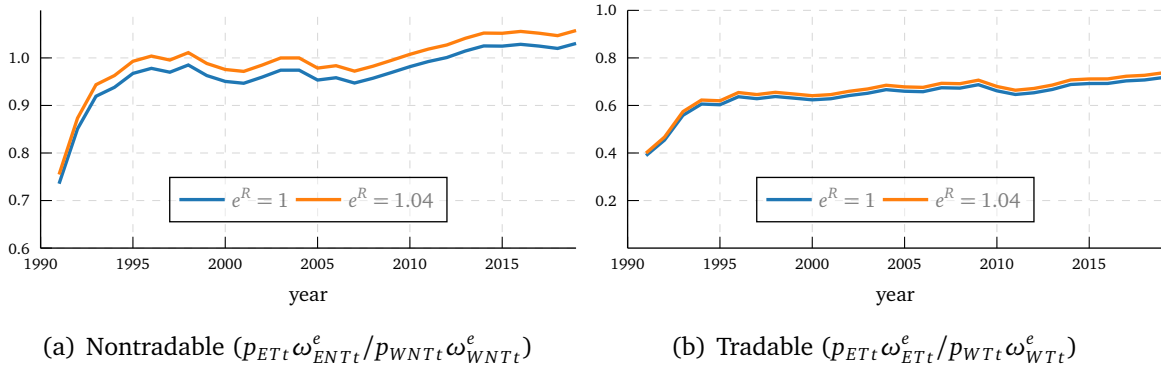 1.0
0.9
0.8
0.7
0.6
1990
1995
2000
2005
2010
2015
year
e^R = 1
e^R = 1.04
(a) Nontradable (p_{ETt} ω^e_{ENTt}/p_{WNTt} ω^e_{WNTt})
1.0
0.8
0.6
0.4
0.2
1990
1995
2000
2005
2010
2015
year
e^R = 1
e^R = 1.04
(b) Tradable (p_{ETt} ω^e_{ETt}/p_{WTt} ω^e_{WTt})